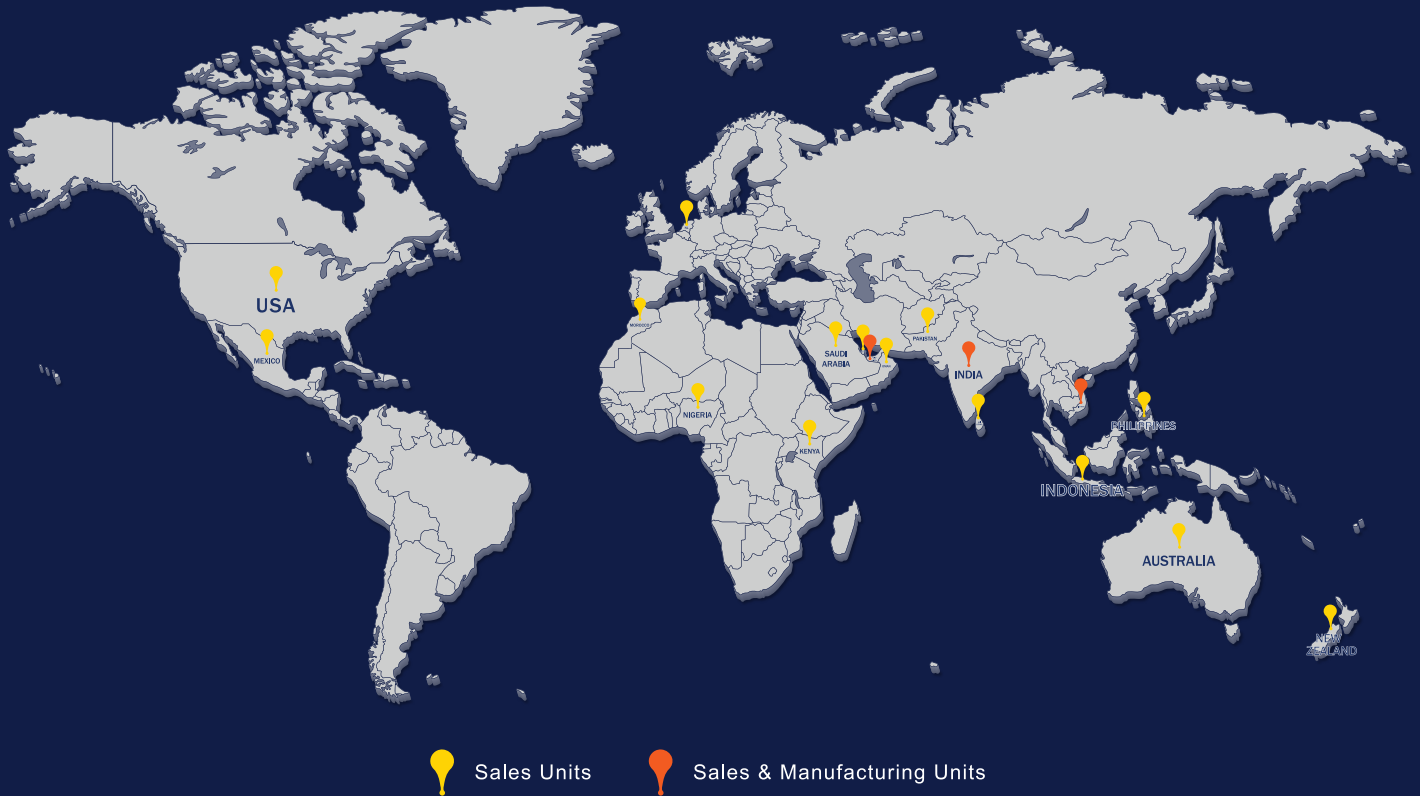 USA
MOROCCO
MEXICO
SAUDI
ARABIA
PAKISTAN
INDIA
NIGERIA
PHILIPPINES
KENYA
INDONESIA
AUSTRALIA
NEW
ZEALAND
Sales Units
Sales & Manufacturing Units